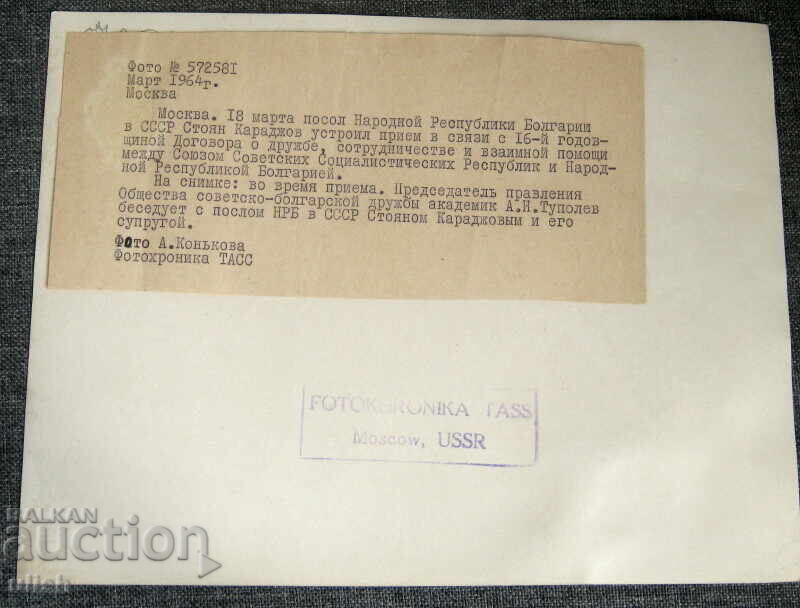 Фото № 572581
Март 1964г.
Москва
Москва. 18 марта посол Народной Республики Болгарии
в СССР Стоян Караджов устроил прием в связи с 16-й годов-
щиной Договора о дружбе, сотрудничестве и взаимной помощи
между Союзом Советских Социалистических Республик и Народ-
ной Республикой Болгарией.
На снимке: во время приема. Председатель правления
Общества советско-болгарской дружбы академик А.Н.Туполев
беседует с послом НРБ в СССР Стояном Караджовым и его
супругой.
Фото А.Конькова
Фотохроника ТАСС
FOTOKHRONIKA TASS
Moscow, USSR
BALKAN
auction